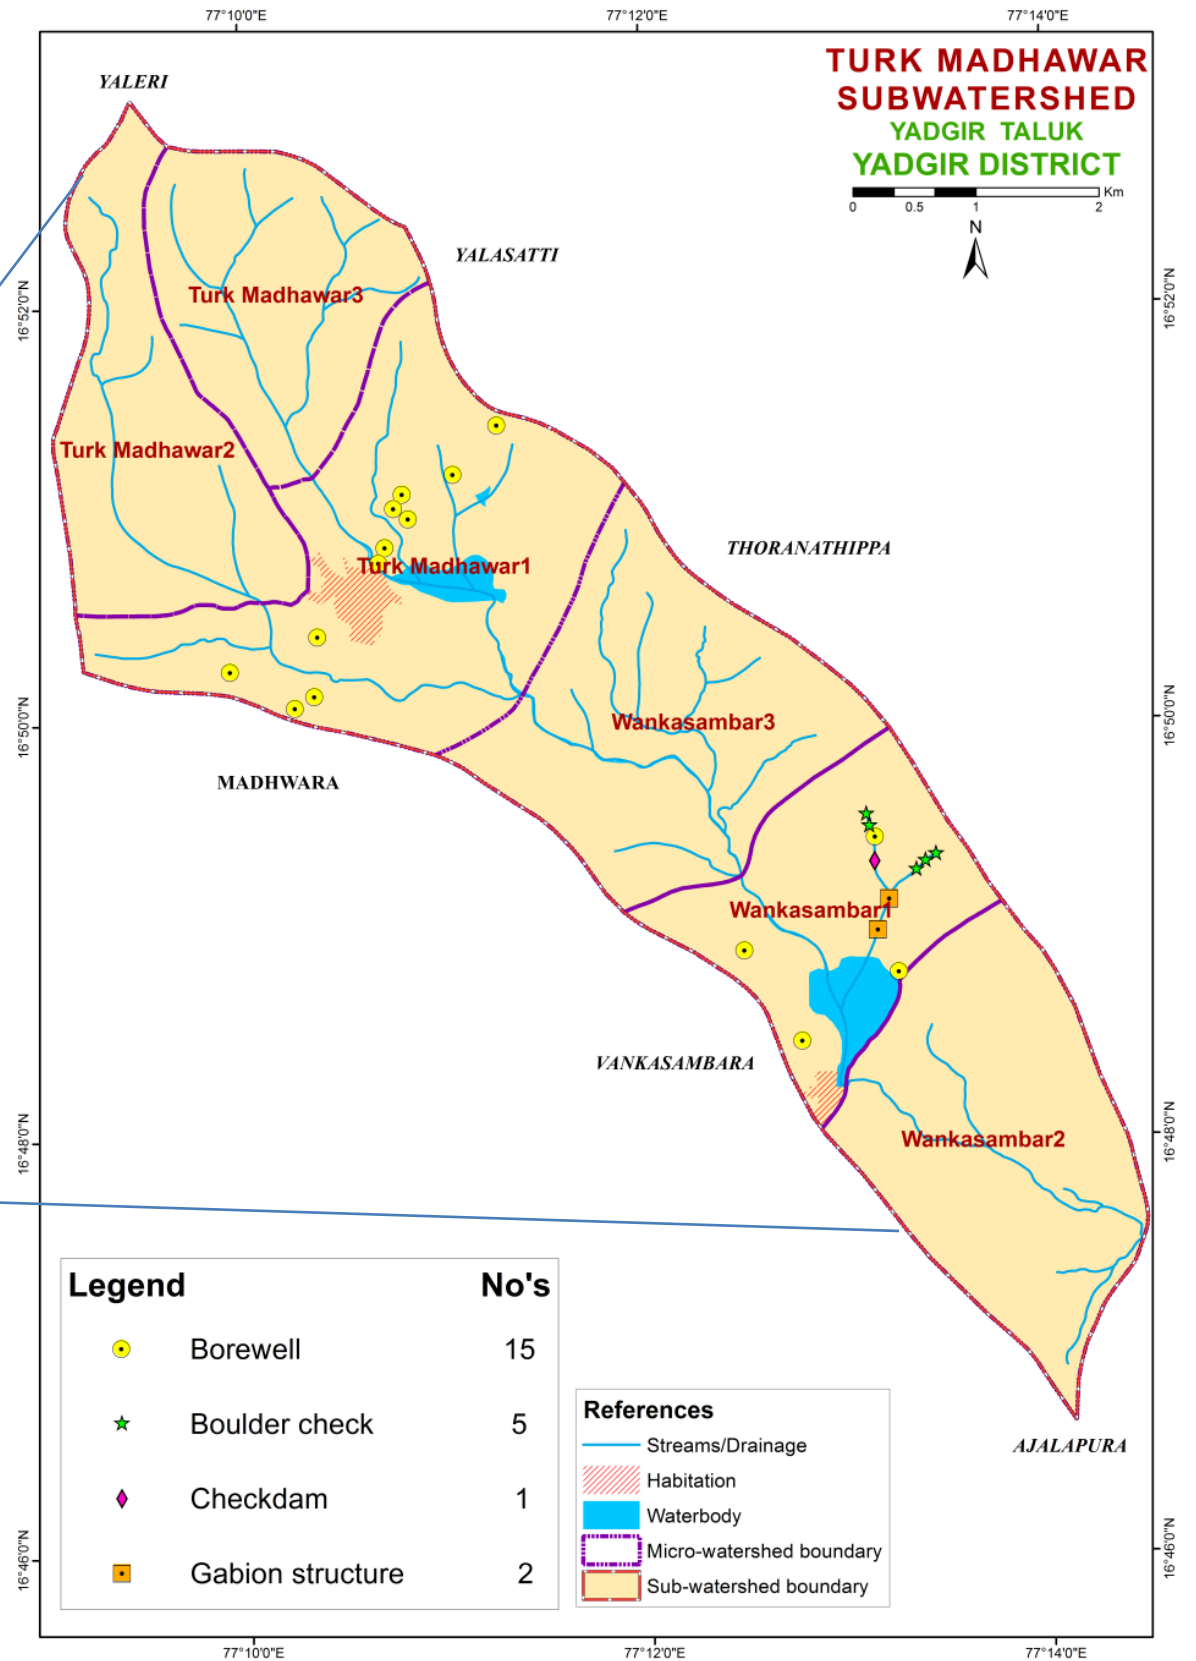 77°10'0"E
77°12'0"E
77°14'0"E
TURK MADHAWAR
SUBWATERSHED
YADGIR TALUK
YADGIR DISTRICT
Km
0 0.5 1 2
N
YALERI
YALASATTI
16°52'0"N
16°52'0"N
Turk Madhawar3
Turk Madhawar2
THORANATHIPPA
Turk Madhawar1
Wankasambar3
16°50'0"N
16°50'0"N
MADHWARA
Wankasambar1
VANKASAMBARA
Wankasambar2
16°48'0"N
16°48'0"N
Legend No's
Borewell 15
Boulder check 5
Checkdam 1
Gabion structure 2
References
Streams/Drainage
Habitation
Waterbody
Micro-watershed boundary
Sub-watershed boundary
AJALAPURA
16°46'0"N
16°46'0"N
77°10'0"E
77°12'0"E
77°14'0"E